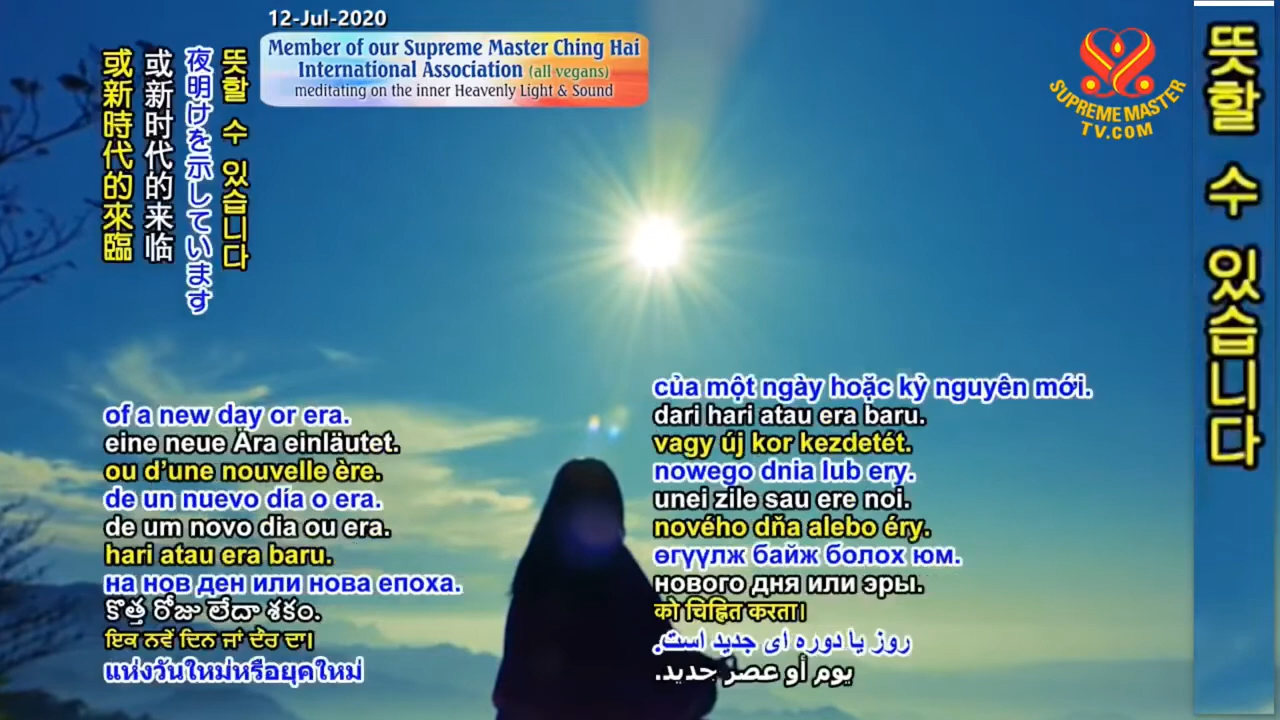 12-Jul-2020
Member of our Supreme Master Ching Hai
International Association (all vegans)
meditating on the inner Heavenly Light & Sound
SUPREME MASTER
TV.COM
뜻할 수 있습니다
뜻할 수 있습니다
夜明けを示しています
或新时代的来临
或新時代的來臨
of a new day or era.
eine neue Ära einläutet.
ou d’une nouvelle ère.
de un nuevo día o era.
de um novo dia ou era.
hari atau era baru.
на нов ден или нова епоха.
కొత్త రోజు లేదా శకం.
ਇਕ ਨਵੇਂ ਦਿਨ ਜਾਂ ਦੌਰ ਦਾ।
แห่งวันใหม่หรือยุคใหม่
của một ngày hoặc kỷ nguyên mới.
dari hari atau era baru.
vagy új kor kezdetét.
nowego dnia lub ery.
unei zile sau ere noi.
nového dňa alebo éry.
өгүүлж байж болох юм.
нового дня или эры.
को चिह्नित करता।
روز یا دوره ای جدید است.
يوم أو عصر جديد.